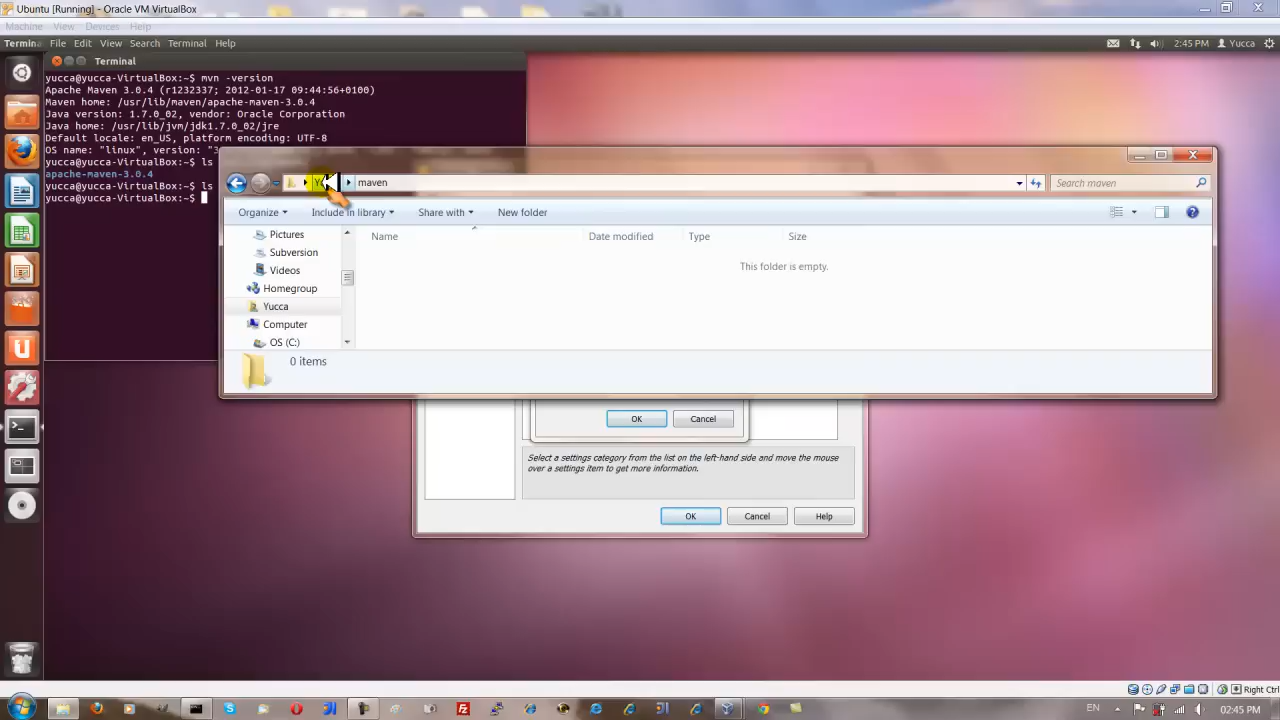 Ubuntu [Running] - Oracle VM VirtualBox
Machine View Devices Help
File Edit View Search Terminal Help
2:45 PM Yucca
Terminal
yucca@yucca-VirtualBox:~$ mvn -version
Apache Maven 3.0.4 (r1232337; 2012-01-17 09:44:56+0100)
Maven home: /usr/lib/maven/apache-maven-3.0.4
Java version: 1.7.0_02, vendor: Oracle Corporation
Java home: /usr/lib/jvm/jdk1.7.0_02/jre
Default locale: en_US, platform encoding: UTF-8
OS name: "linux", version: "3
yucca@yucca-VirtualBox:~$ ls
apache-maven-3.0.4
yucca@yucca-VirtualBox:~$ ls
yucca@yucca-VirtualBox:~$
maven
Search maven
Organize Include in library Share with New folder
Name Date modified Type Size
This folder is empty.
Pictures
Subversion
Videos
Homegroup
Yucca
Computer
OS (C:)
0 items
OK Cancel
Select a settings category from the list on the left-hand side and move the mouse
over a settings item to get more information.
OK Cancel Help
Right Ctrl
EN 02:45 PM